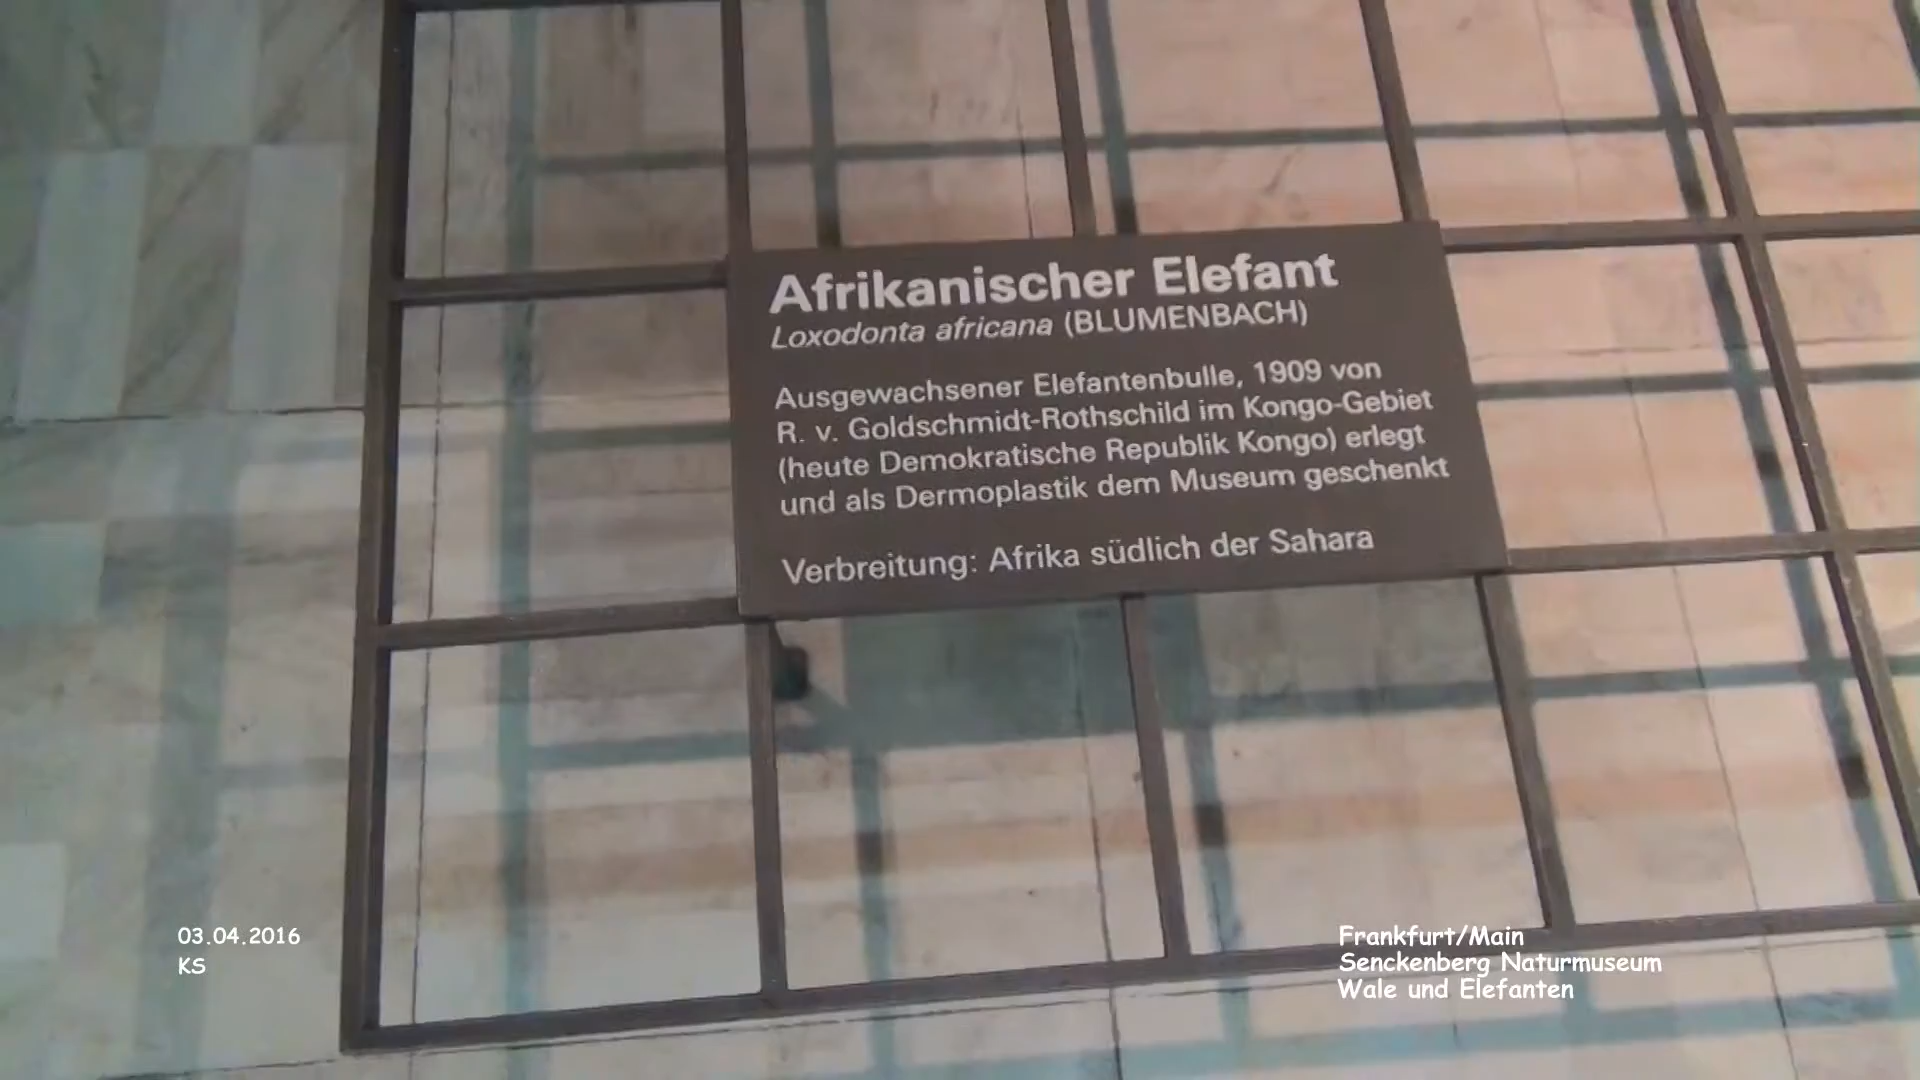 Afrikanischer Elefant
Loxodonta africana (BLUMENBACH)
Ausgewachsener Elefantenbulle, 1909 von
R. v. Goldschmidt-Rothschild im Kongo-Gebiet
(heute Demokratische Republik Kongo) erlegt
und als Dermoplastik dem Museum geschenkt
Verbreitung: Afrika südlich der Sahara
03.04.2016
KS
Frankfurt/Main
Senckenberg Naturmuseum
Wale und Elefanten